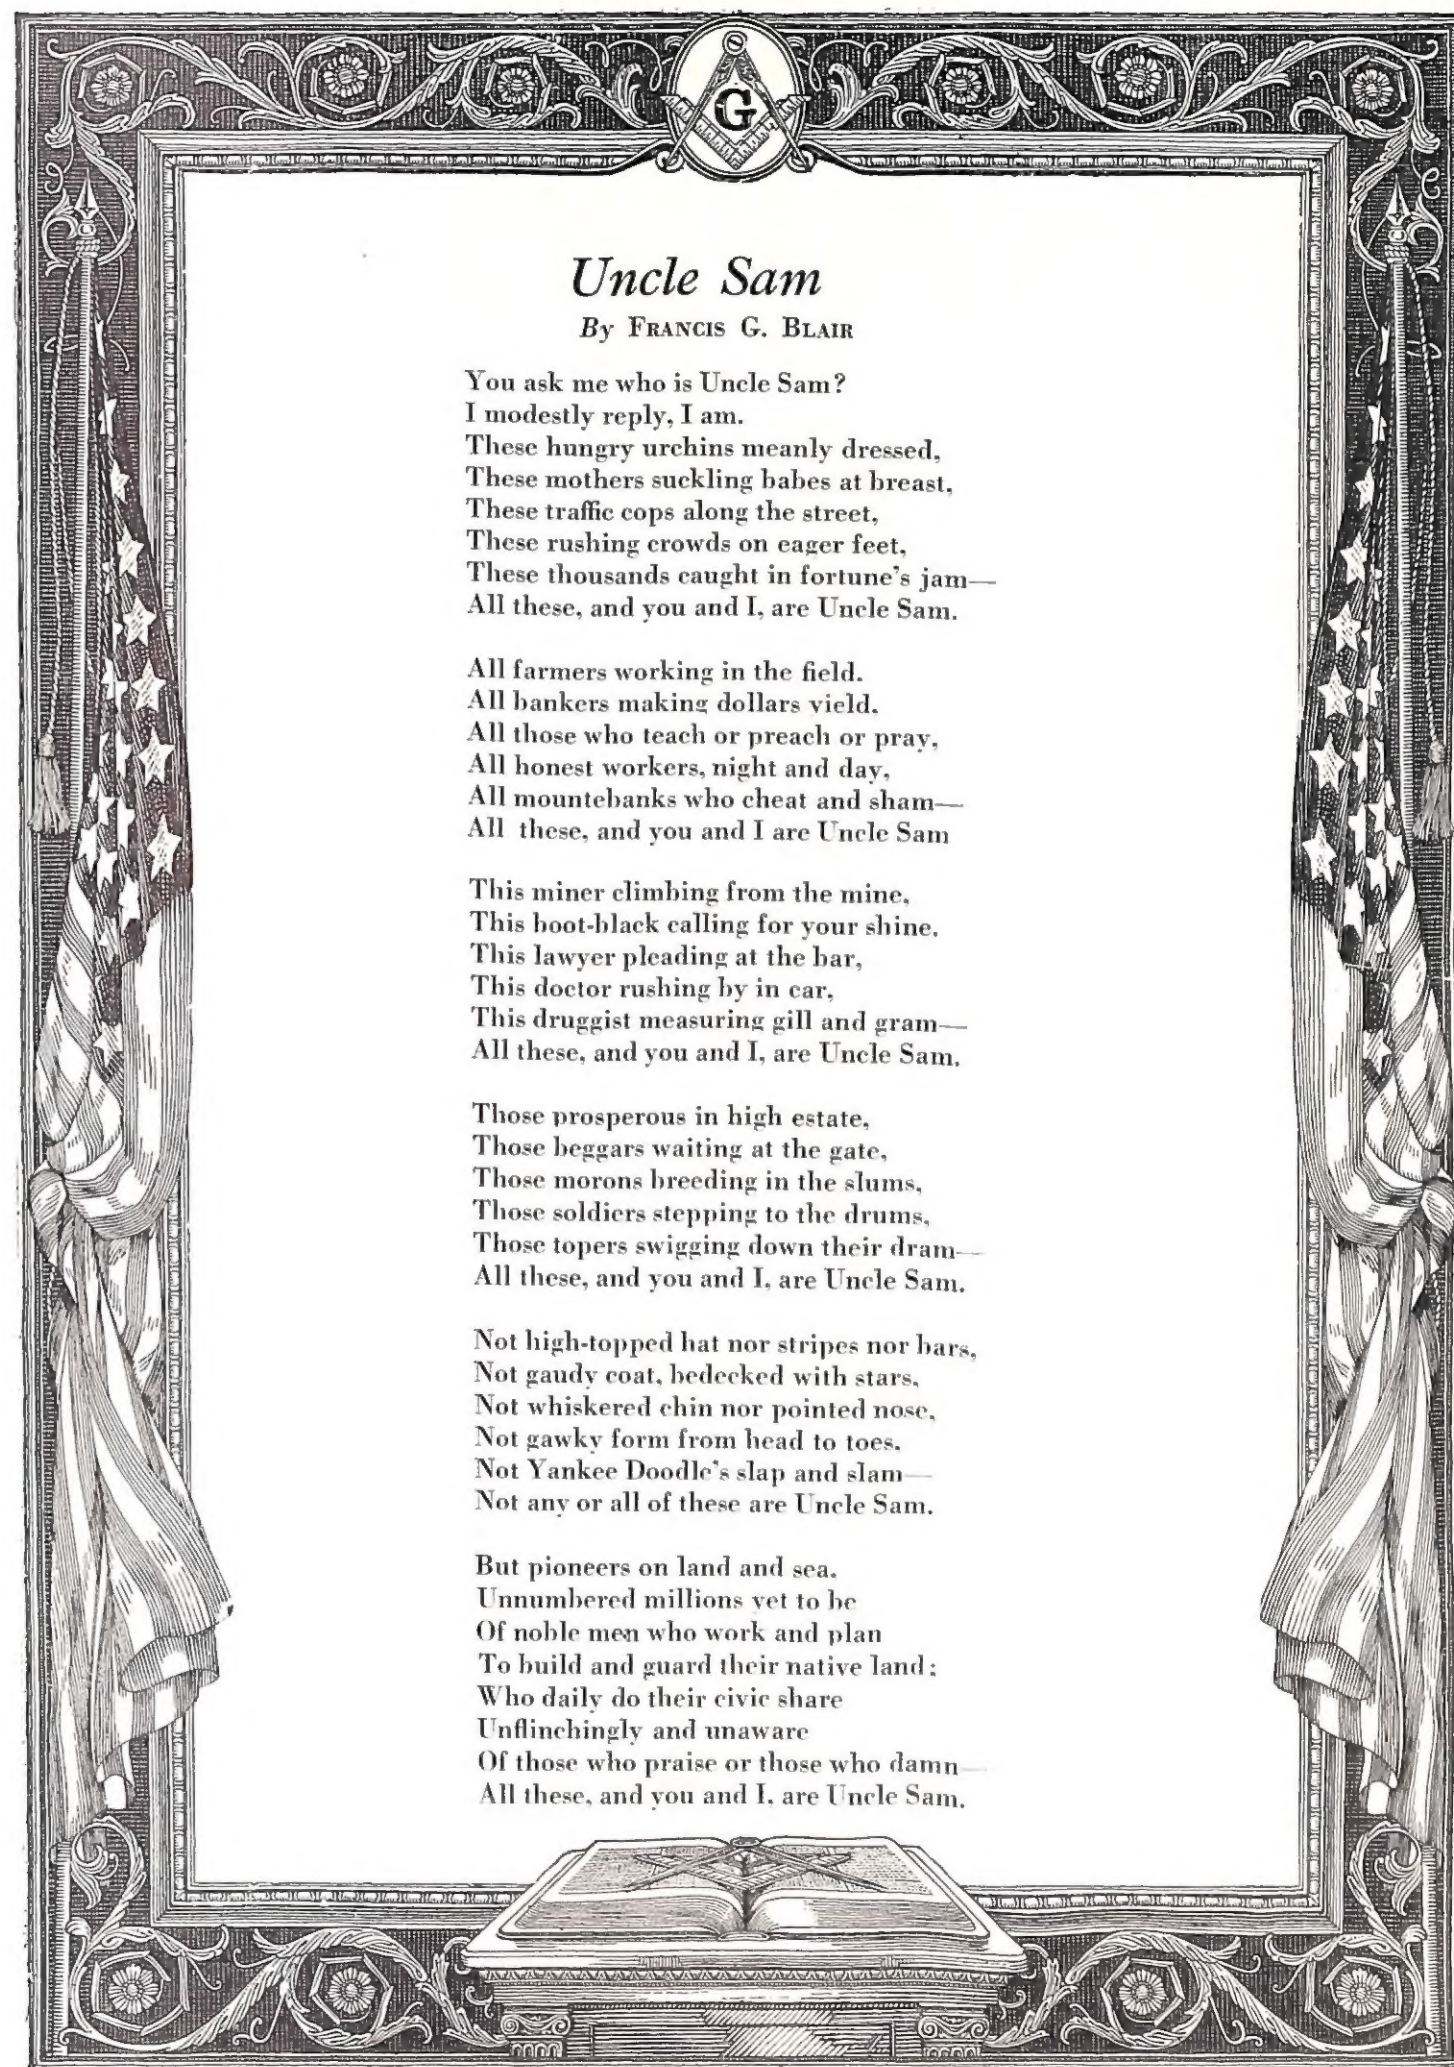 G
Uncle Sam
By FRANCIS G. BLAIR
You ask me who is Uncle Sam?
I modestly reply, I am.
These hungry urchins meanly dressed,
These mothers suckling babes at breast,
These traffic cops along the street,
These rushing crowds on eager feet,
These thousands caught in fortune's jam—
All these, and you and I, are Uncle Sam.
All farmers working in the field.
All bankers making dollars yield.
All those who teach or preach or pray,
All honest workers, night and day,
All mountebanks who cheat and sham—
All these, and you and I are Uncle Sam
This miner climbing from the mine,
This boot-black calling for your shine.
This lawyer pleading at the bar,
This doctor rushing by in car,
This druggist measuring gill and gram—
All these, and you and I, are Uncle Sam.
Those prosperous in high estate,
Those beggars waiting at the gate,
Those morons breeding in the slums,
Those soldiers stepping to the drums,
Those topers swigging down their dram—
All these, and you and I, are Uncle Sam.
Not high-topped hat nor stripes nor bars,
Not gaudy coat, bedecked with stars,
Not whiskered chin nor pointed nose,
Not gawky form from head to toes.
Not Yankee Doodle's slap and slam—
Not any or all of these are Uncle Sam.
But pioneers on land and sea.
Unnumbered millions yet to be
Of noble men who work and plan
To build and guard their native land;
Who daily do their civic share
Unflinchingly and unaware
Of those who praise or those who damn—
All these, and you and I, are Uncle Sam.